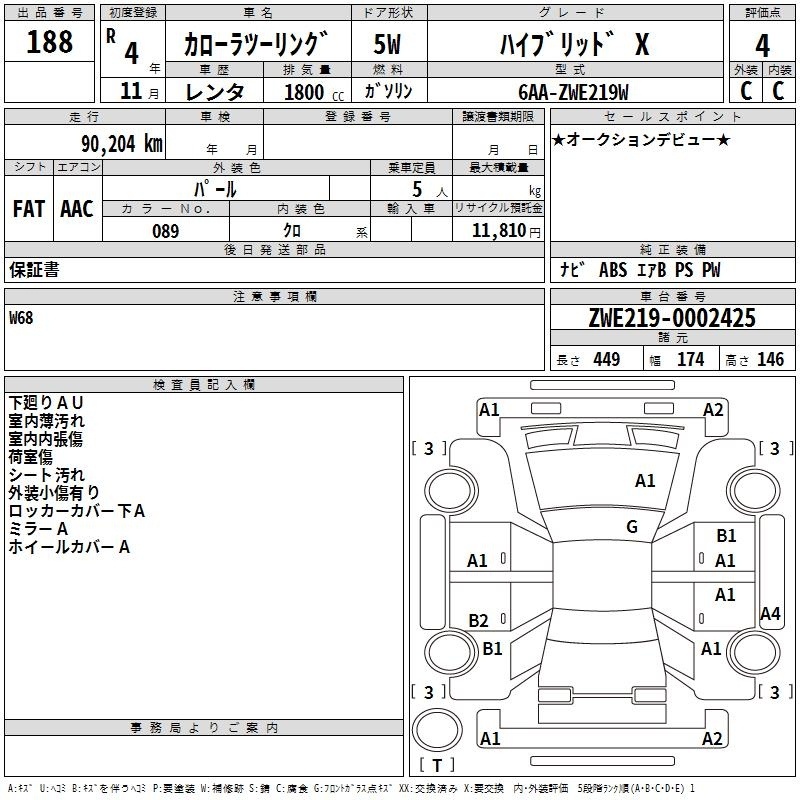 出品番号 初度登録 車名 ドア形状 グレード 評価点
188 R 4年 11月 ｶﾛｰﾗﾂｰﾘﾝｸﾞ 5W ﾊｲﾌﾞﾘｯﾄﾞ X 4
車歴 排気量 燃料 型式 外装 内装
レンタ 1800 CC ｶﾞｿﾘﾝ 6AA-ZWE219W C C
走行 車検 登録番号 譲渡書類期限
90,204 km 年 月 月 日
シフト エアコン 外装色 乗車定員 最大積載量
FAT AAC ﾊﾟｰﾙ 5 人 kg
カラーNo. 内装色 輸入車 リサイクル預託金
089 ｸﾛ 系 11,810 円
後日発送部品
保証書
セールスポイント
★オークションデビュー★
純正装備
ﾅﾋﾞ ABS ｴｱB PS PW
注意事項欄
W68
車台番号
ZWE219-0002425
諸元
長さ 449 幅 174 高さ 146
検査員記入欄
下廻りＡＵ
室内薄汚れ
室内内張傷
荷室傷
シート汚れ
外装小傷有り
ロッカーカバー下Ａ
ミラーＡ
ホイールカバーＡ
事務局よりご案内
A1 A2
[ 3 ] [ 3 ]
A1
G
B1
A1 A1
A1
A4
B2
B1 A1
[ 3 ] [ 3 ]
A1 A2
[ T ]
A:ｷｽﾞ U:ﾍｺﾐ B:ｷｽﾞを伴うﾍｺﾐ P:要塗装 W:補修跡 S:錆 C:腐食 G:ﾌﾛﾝﾄｶﾞﾗｽ点ｷｽﾞ XX:交換済み X:要交換 内･外装評価 5段階ﾗﾝｸ順(A･B･C･D･E) 1